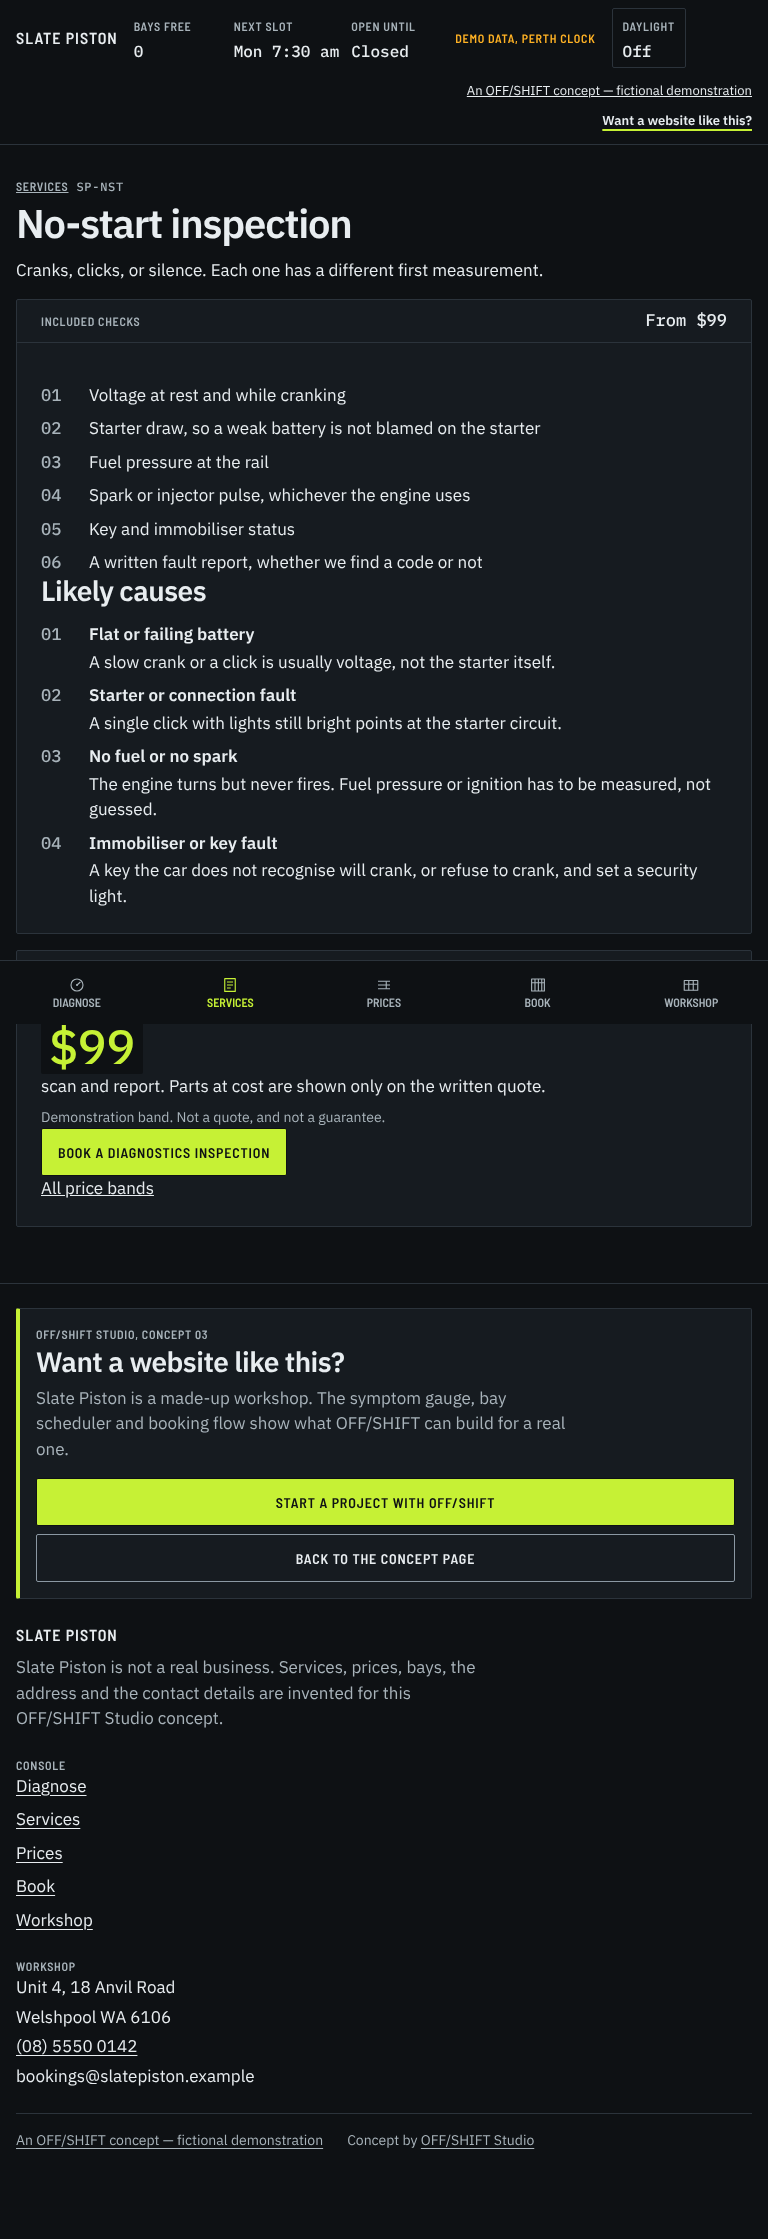 SLATE PISTON
BAYS FREE
0
NEXT SLOT
Mon 7:30 am
OPEN UNTIL
Closed
DEMO DATA, PERTH CLOCK
DAYLIGHT
Off
An OFF/SHIFT concept — fictional demonstration
Want a website like this?
SERVICES SP-NST
No-start inspection
Cranks, clicks, or silence. Each one has a different first measurement.
INCLUDED CHECKS
From $99
01 Voltage at rest and while cranking
02 Starter draw, so a weak battery is not blamed on the starter
03 Fuel pressure at the rail
04 Spark or injector pulse, whichever the engine uses
05 Key and immobiliser status
06 A written fault report, whether we find a code or not
Likely causes
01 Flat or failing battery
A slow crank or a click is usually voltage, not the starter itself.
02 Starter or connection fault
A single click with lights still bright points at the starter circuit.
03 No fuel or no spark
The engine turns but never fires. Fuel pressure or ignition has to be measured, not
guessed.
04 Immobiliser or key fault
A key the car does not recognise will crank, or refuse to crank, and set a security
light.
DIAGNOSE
SERVICES
PRICES
BOOK
WORKSHOP
$99
scan and report. Parts at cost are shown only on the written quote.
Demonstration band. Not a quote, and not a guarantee.
BOOK A DIAGNOSTICS INSPECTION
All price bands
OFF/SHIFT STUDIO, CONCEPT 03
Want a website like this?
Slate Piston is a made-up workshop. The symptom gauge, bay
scheduler and booking flow show what OFF/SHIFT can build for a real
one.
START A PROJECT WITH OFF/SHIFT
BACK TO THE CONCEPT PAGE
SLATE PISTON
Slate Piston is not a real business. Services, prices, bays, the
address and the contact details are invented for this
OFF/SHIFT Studio concept.
CONSOLE
Diagnose
Services
Prices
Book
Workshop
WORKSHOP
Unit 4, 18 Anvil Road
Welshpool WA 6106
(08) 5550 0142
bookings@slatepiston.example
An OFF/SHIFT concept — fictional demonstration
Concept by OFF/SHIFT Studio